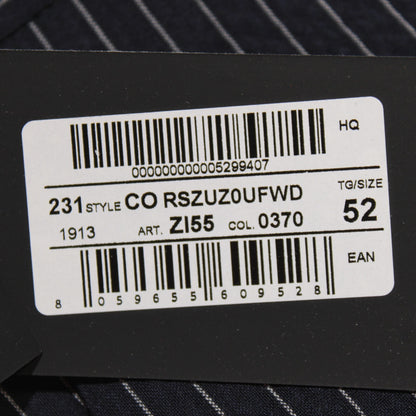 HQ
000000000005299407
231 STYLE CO RSZUZ0UFWD TG/SIZE
1913 ART. ZI55 COL. 0370 52
EAN
8 059655 609528